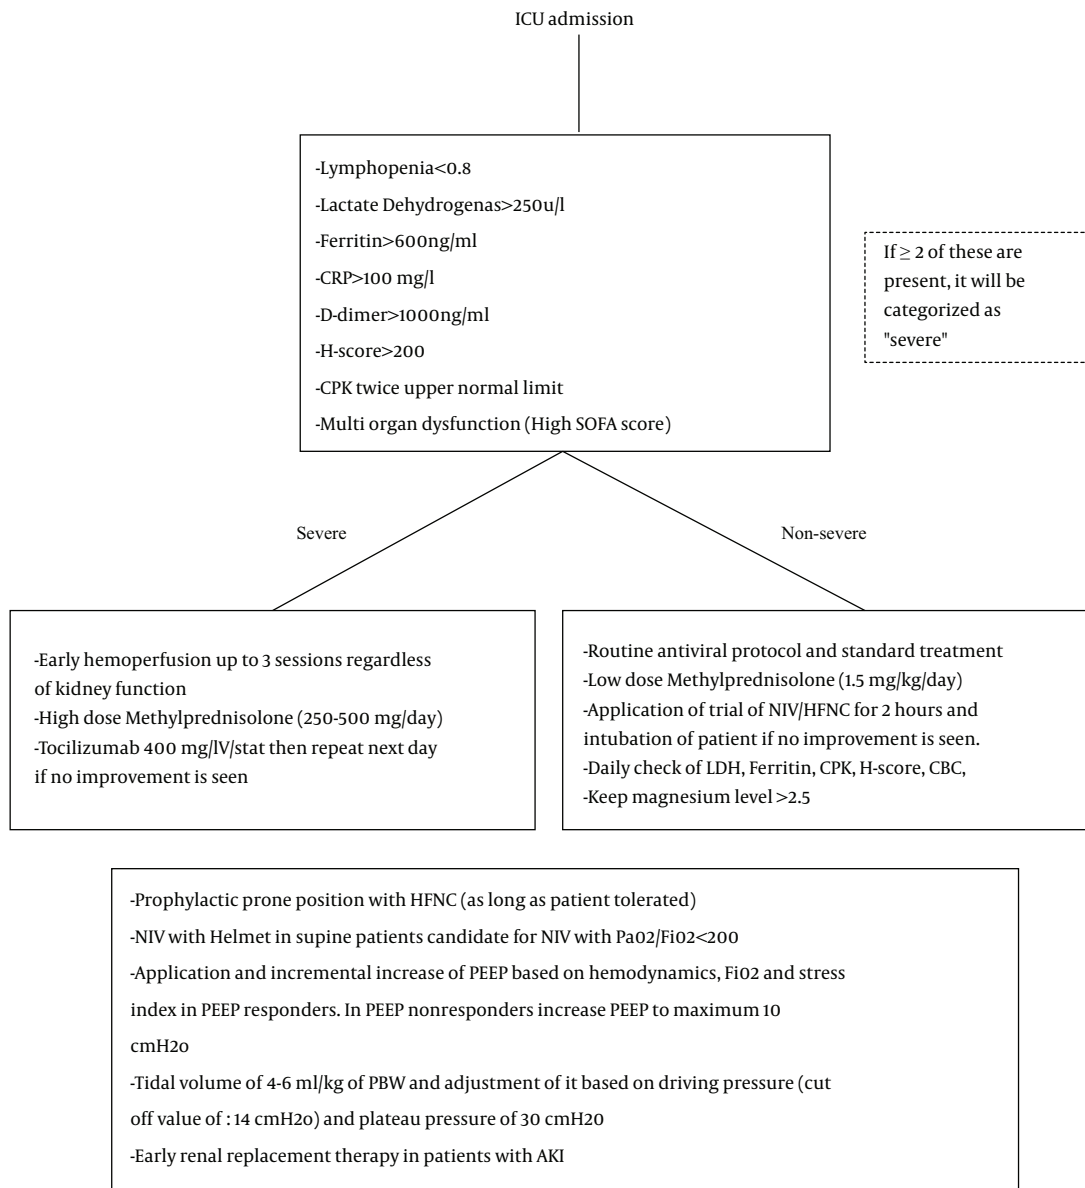 ICU admission
-Lymphopenia<0.8
-Lactate Dehydrogenas>250u/l
-Ferritin>600ng/ml
-CRP>100 mg/l
-D-dimer>1000ng/ml
-H-score>200
-CPK twice upper normal limit
-Multi organ dysfunction (High SOFA score)
If ≥ 2 of these are
present, it will be
categorized as
"severe"
Severe
Non-severe
-Early hemoperfusion up to 3 sessions regardless
of kidney function
-High dose Methylprednisolone (250-500 mg/day)
-Tocilizumab 400 mg/lV/stat then repeat next day
if no improvement is seen
-Routine antiviral protocol and standard treatment
-Low dose Methylprednisolone (1.5 mg/kg/day)
-Application of trial of NIV/HFNC for 2 hours and
intubation of patient if no improvement is seen.
-Daily check of LDH, Ferritin, CPK, H-score, CBC,
-Keep magnesium level >2.5
-Prophylactic prone position with HFNC (as long as patient tolerated)
-NIV with Helmet in supine patients candidate for NIV with Pa02/Fi02<200
-Application and incremental increase of PEEP based on hemodynamics, Fi02 and stress
index in PEEP responders. In PEEP nonresponders increase PEEP to maximum 10
cmH2o
-Tidal volume of 4-6 ml/kg of PBW and adjustment of it based on driving pressure (cut
off value of : 14 cmH2o) and plateau pressure of 30 cmH20
-Early renal replacement therapy in patients with AKI